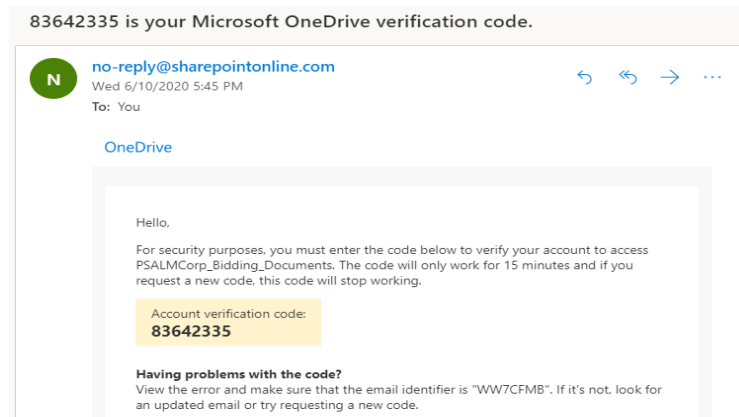 83642335 is your Microsoft OneDrive verification code.
N
no-reply@sharepointonline.com
Wed 6/10/2020 5:45 PM
To: You
OneDrive
Hello,
For security purposes, you must enter the code below to verify your account to access
PSALMCorp_Bidding_Documents. The code will only work for 15 minutes and if you
request a new code, this code will stop working.
Account verification code:
83642335
Having problems with the code?
View the error and make sure that the email identifier is "WW7CFMB". If it's not, look for
an updated email or try requesting a new code.